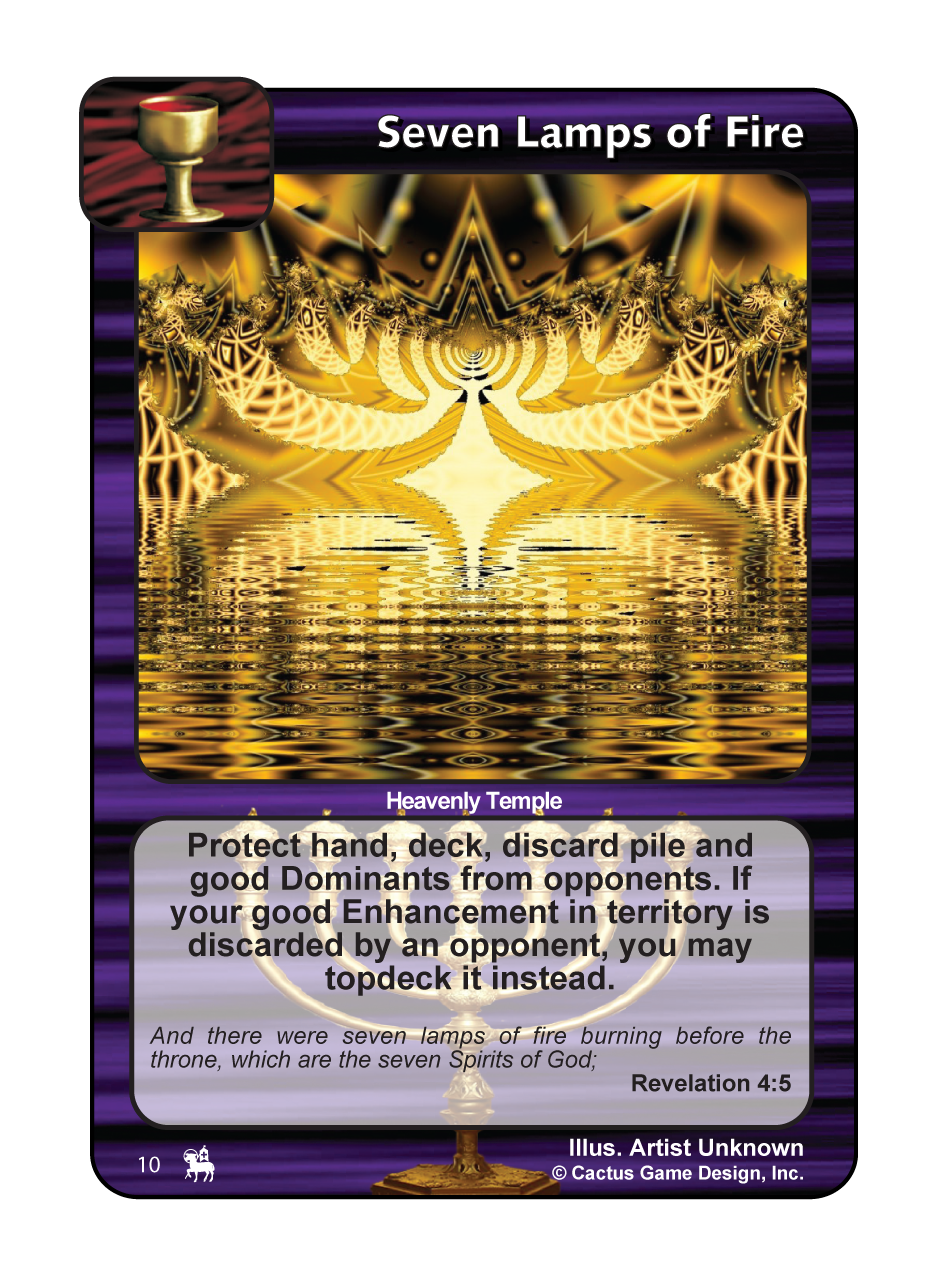 Seven Lamps of Fire
Heavenly Temple
Protect hand, deck, discard pile and
good Dominants from opponents. If
your good Enhancement in territory is
discarded by an opponent, you may
topdeck it instead.
And there were seven lamps of fire burning before the
throne, which are the seven Spirits of God;
Revelation 4:5
Illus. Artist Unknown
10
© Cactus Game Design, Inc.